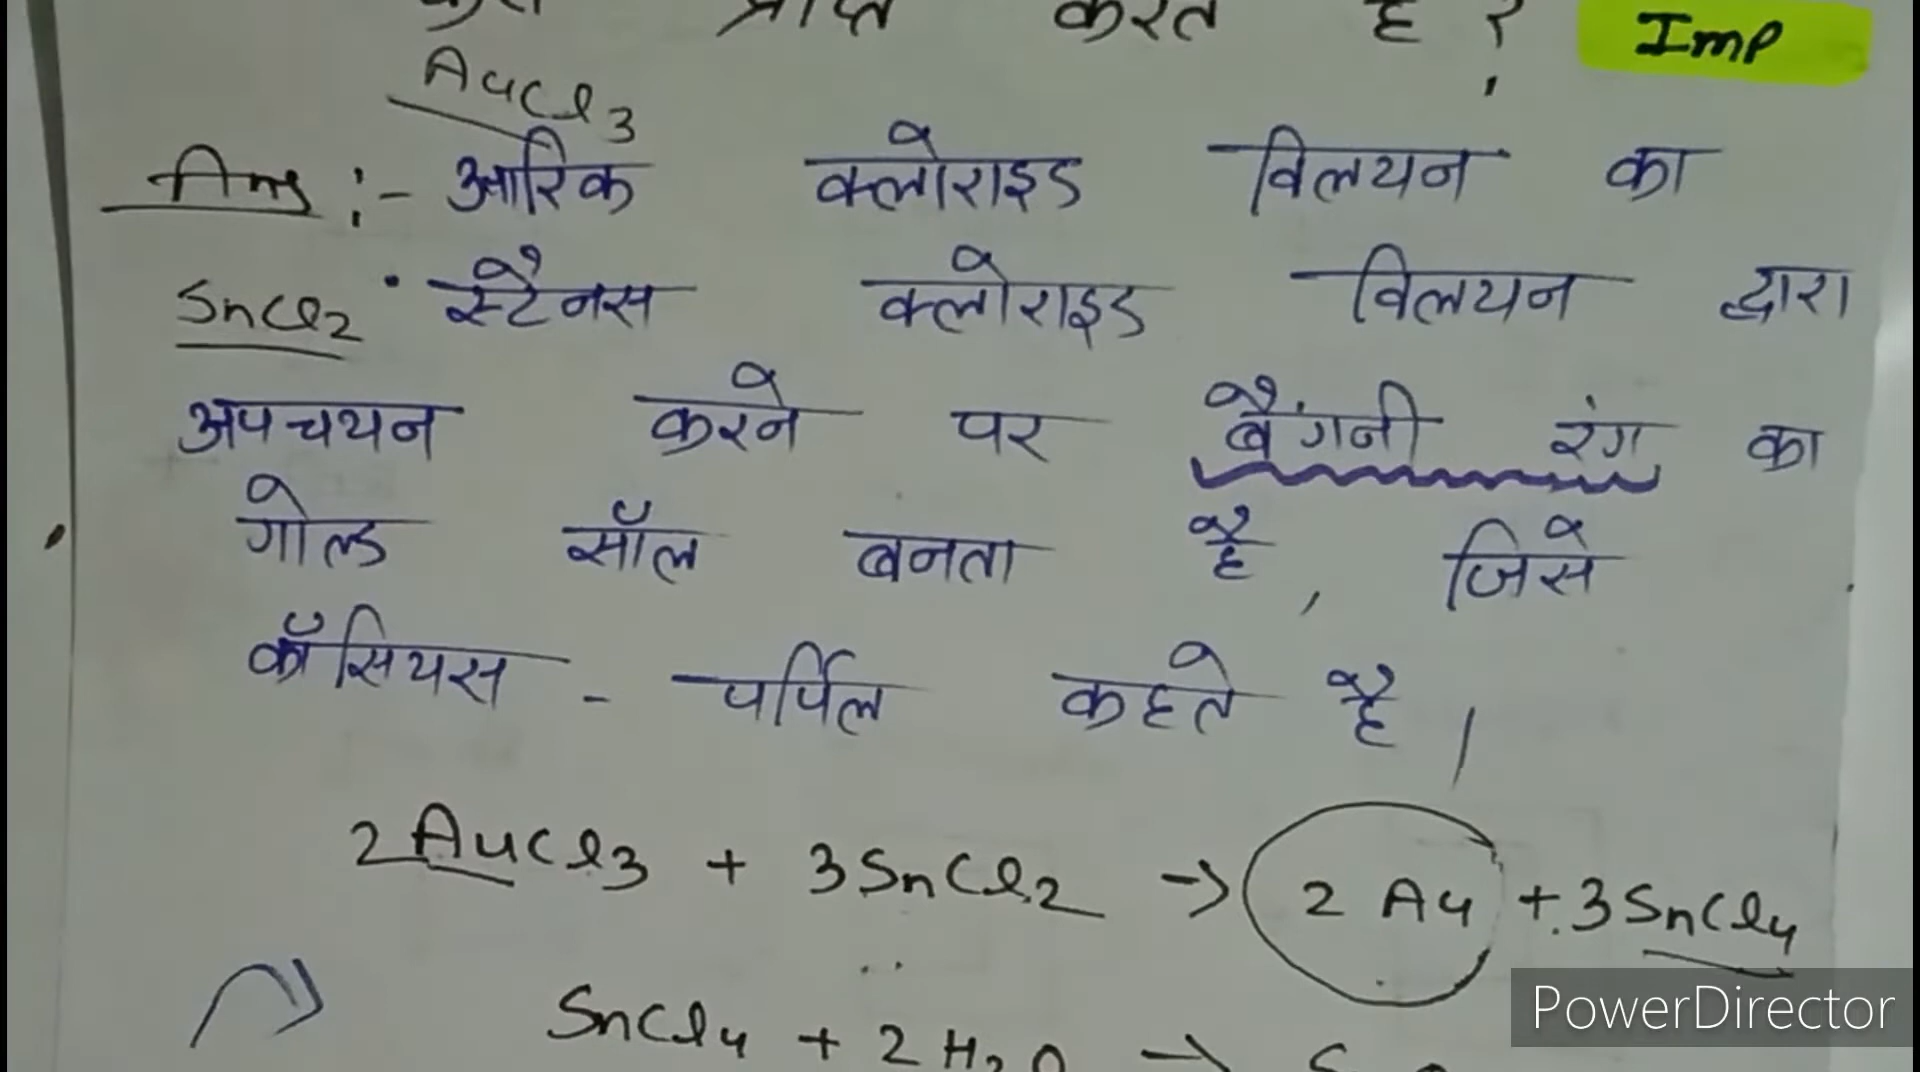 प्राप्त करते है ? Imp
AuCl3
Ans :- आरिक क्लोराइड विलयन का
SnCl2 स्टैनस क्लोराइड विलयन द्वारा
अपचयन करने पर बैंगनी रंग का
गोल्ड सॉल बनता है, जिसे
कॉसियस - पर्पिल कहते है।
2AuCl3 + 3SnCl2 → 2Au + 3SnCl4
SnCl4 + 2H2O →
PowerDirector